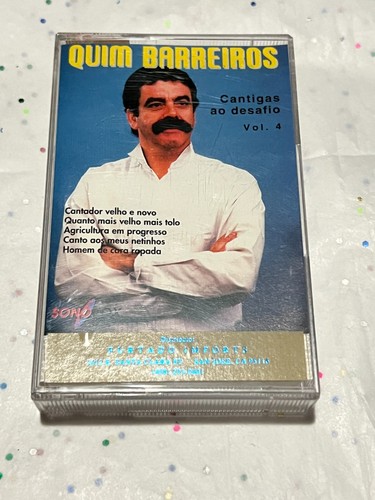 QUIM BARREIROS
Cantigas
ao desafio
Vol. 4
Cantador velho e novo
Quanto mais velho mais tolo
Agricultura em progresso
Canto aos meus netinhos
Homem de cara rapada
SONO